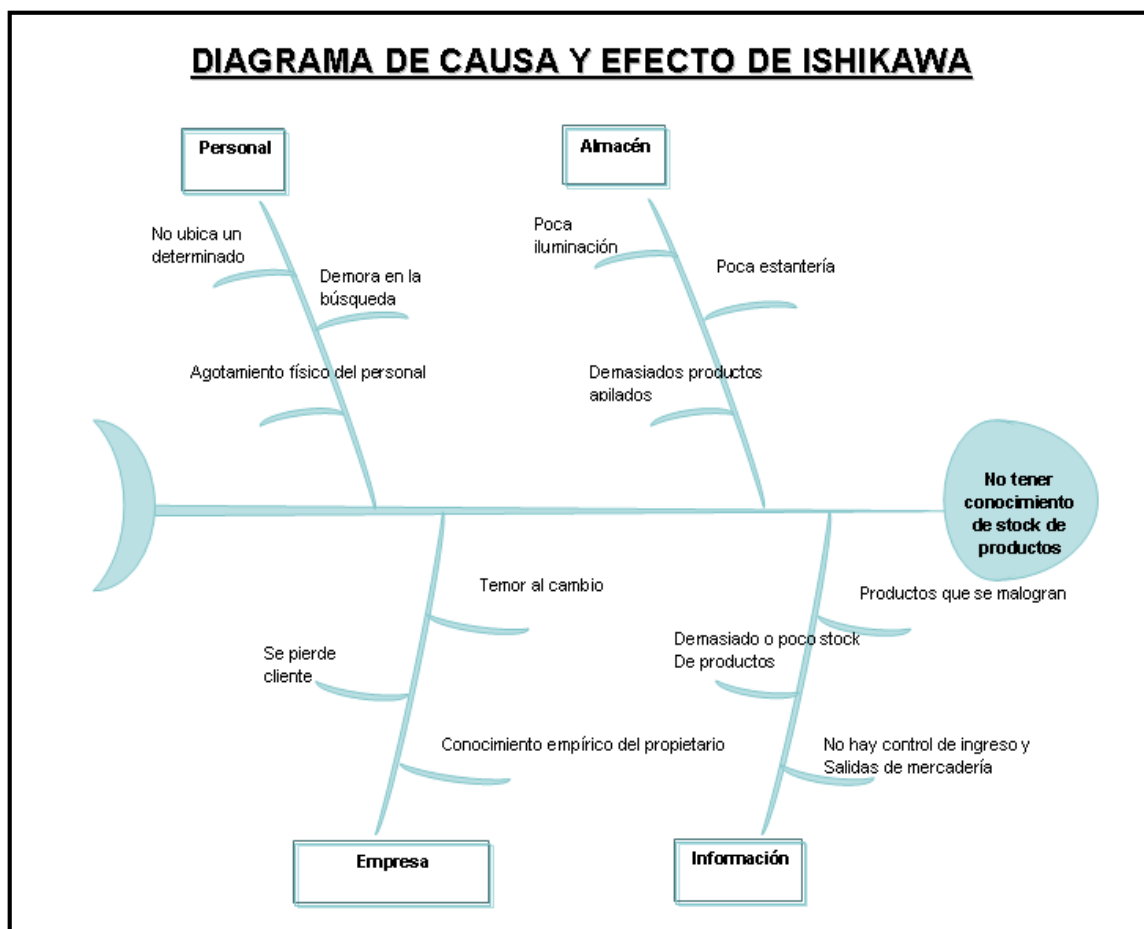 DIAGRAMA DE CAUSA Y EFECTO DE ISHIKAWA
Personal
Almacén
No ubica un
determinado
Demora en la
búsqueda
Agotamiento físico del personal
Poca
iluminación
Poca estantería
Demasiados productos
apilados
No tener
conocimiento
de stock de
productos
Temor al cambio
Se pierde
cliente
Conocimiento empírico del propietario
Productos que se malogran
Demasiado o poco stock
De productos
No hay control de ingreso y
Salidas de mercadería
Empresa
Información